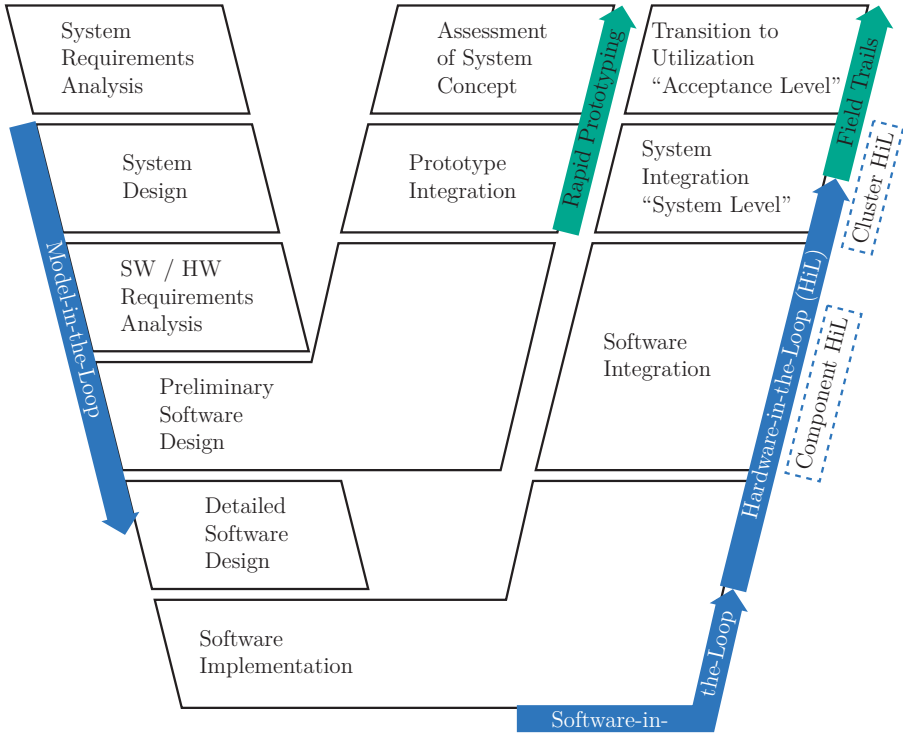 System
Requirements
Analysis
Assessment
of System
Concept
Transition to
Utilization
“Acceptance Level”
Rapid Prototyping
Field Trails
System
Design
Prototype
Integration
System
Integration
“System Level”
Cluster HiL
Model-in-the-Loop
SW / HW
Requirements
Analysis
Hardware-in-the-Loop (HiL)
Component HiL
Software
Integration
Preliminary
Software
Design
Detailed
Software
Design
Software
Implementation
Software-in-
the-Loop